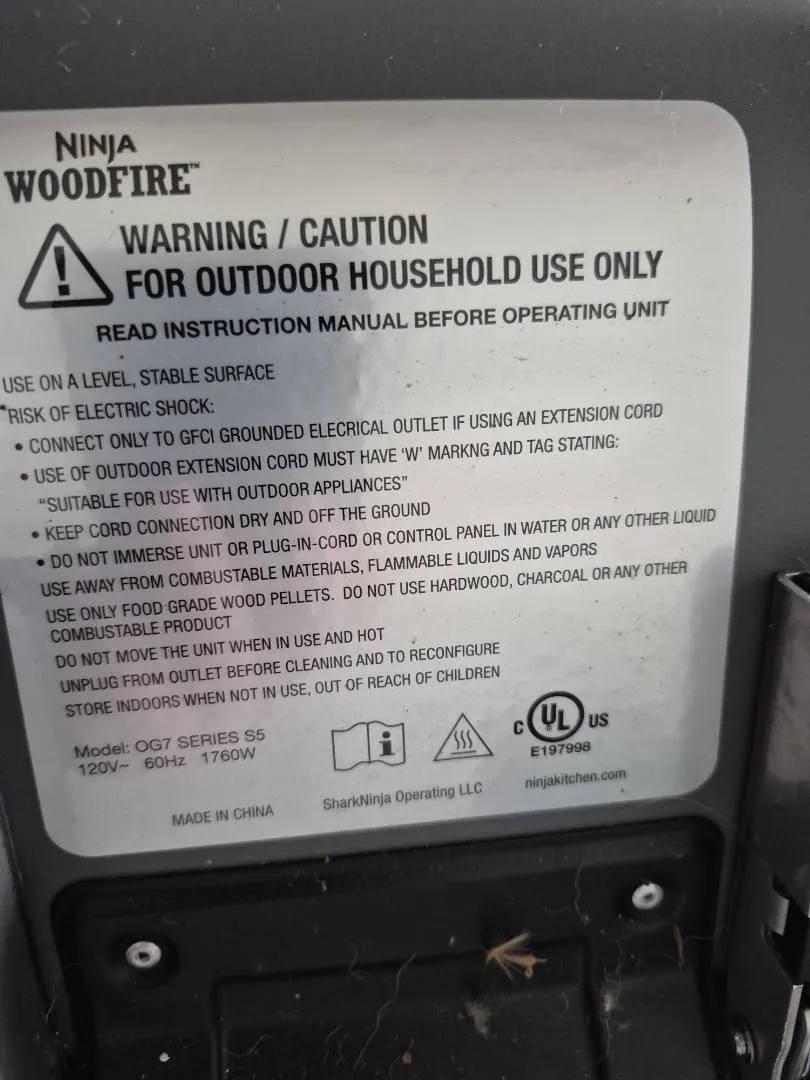 NINJA
WOODFIRE™
WARNING / CAUTION
FOR OUTDOOR HOUSEHOLD USE ONLY
READ INSTRUCTION MANUAL BEFORE OPERATING UNIT
USE ON A LEVEL, STABLE SURFACE
*RISK OF ELECTRIC SHOCK:
• CONNECT ONLY TO GFCI GROUNDED ELECRICAL OUTLET IF USING AN EXTENSION CORD
• USE OF OUTDOOR EXTENSION CORD MUST HAVE 'W' MARKNG AND TAG STATING:
"SUITABLE FOR USE WITH OUTDOOR APPLIANCES"
• KEEP CORD CONNECTION DRY AND OFF THE GROUND
• DO NOT IMMERSE UNIT OR PLUG-IN-CORD OR CONTROL PANEL IN WATER OR ANY OTHER LIQUID
USE AWAY FROM COMBUSTABLE MATERIALS, FLAMMABLE LIQUIDS AND VAPORS
USE ONLY FOOD GRADE WOOD PELLETS. DO NOT USE HARDWOOD, CHARCOAL OR ANY OTHER
COMBUSTABLE PRODUCT
DO NOT MOVE THE UNIT WHEN IN USE AND HOT
UNPLUG FROM OUTLET BEFORE CLEANING AND TO RECONFIGURE
STORE INDOORS WHEN NOT IN USE, OUT OF REACH OF CHILDREN
Model: OG7 SERIES S5
120V~ 60Hz 1760W
C UL US
E197998
MADE IN CHINA
SharkNinja Operating LLC
ninjakitchen.com